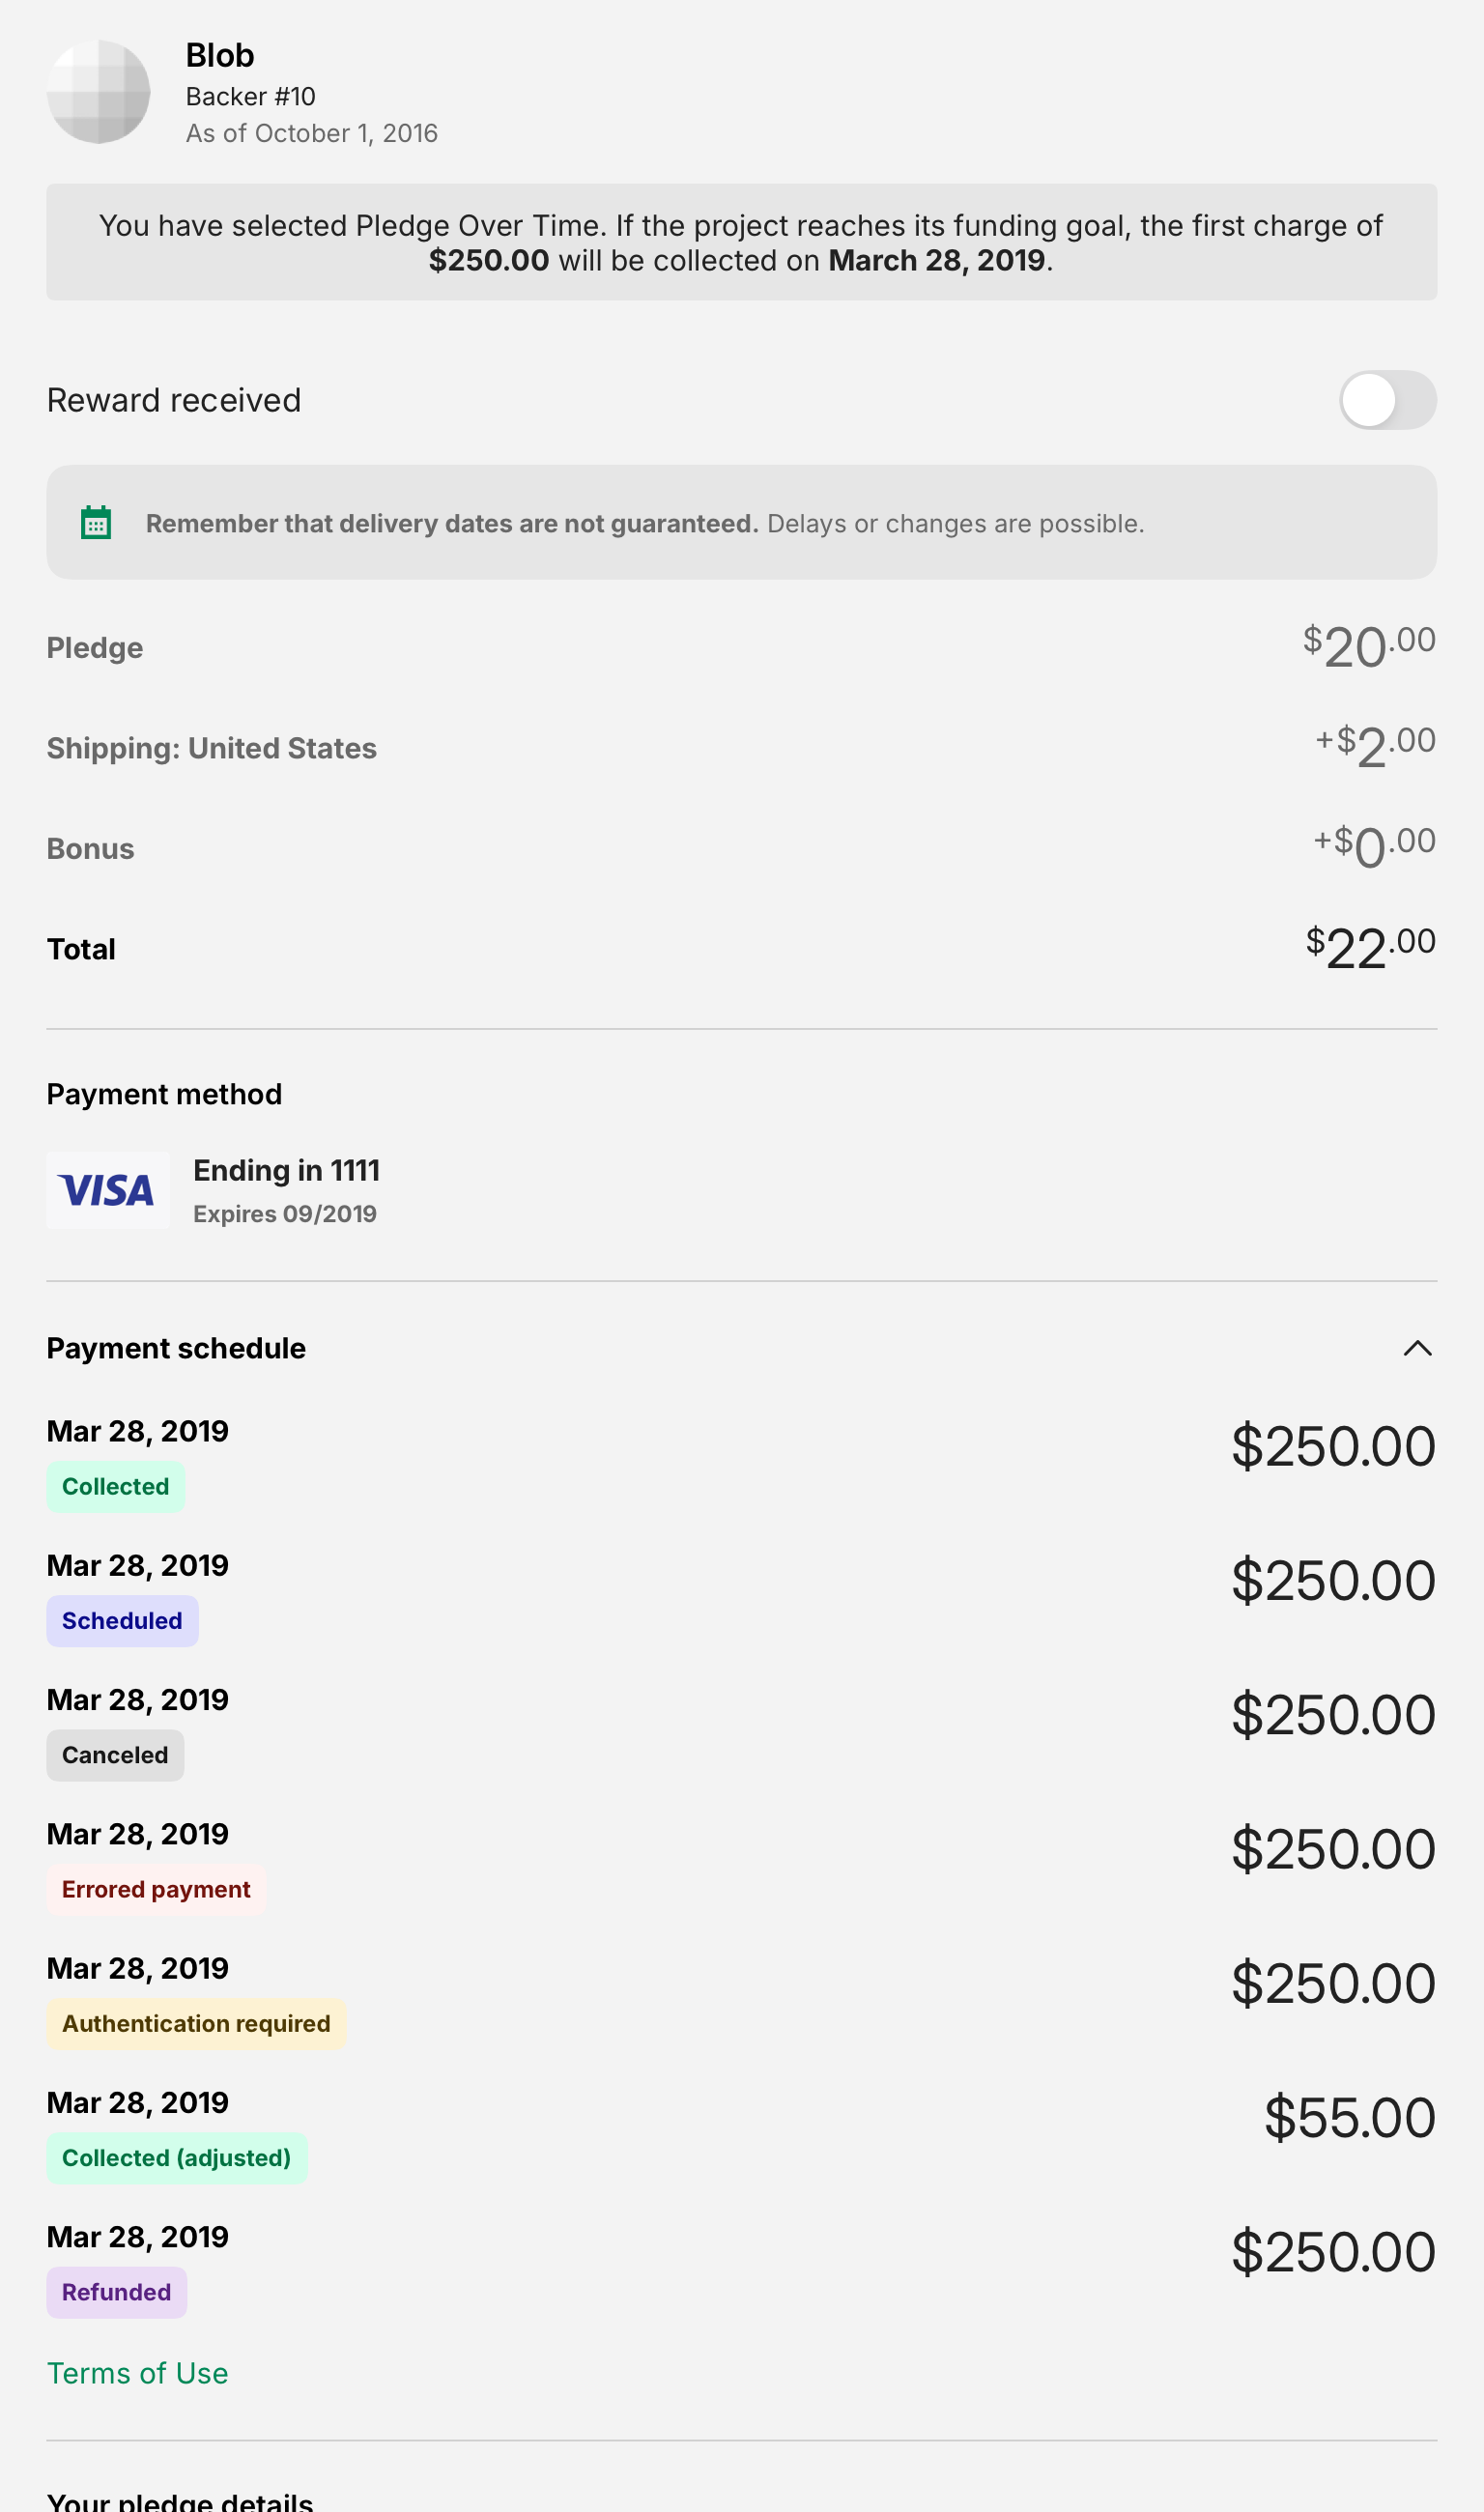 Blob
Backer #10
As of October 1, 2016
You have selected Pledge Over Time. If the project reaches its funding goal, the first charge of
$250.00 will be collected on March 28, 2019.
Reward received
Remember that delivery dates are not guaranteed. Delays or changes are possible.
Pledge $20.00
Shipping: United States +$2.00
Bonus +$0.00
Total $22.00
Payment method
VISA Ending in 1111
Expires 09/2019
Payment schedule
Mar 28, 2019 $250.00
Collected
Mar 28, 2019 $250.00
Scheduled
Mar 28, 2019 $250.00
Canceled
Mar 28, 2019 $250.00
Errored payment
Mar 28, 2019 $250.00
Authentication required
Mar 28, 2019 $55.00
Collected (adjusted)
Mar 28, 2019 $250.00
Refunded
Terms of Use
Your pledge details